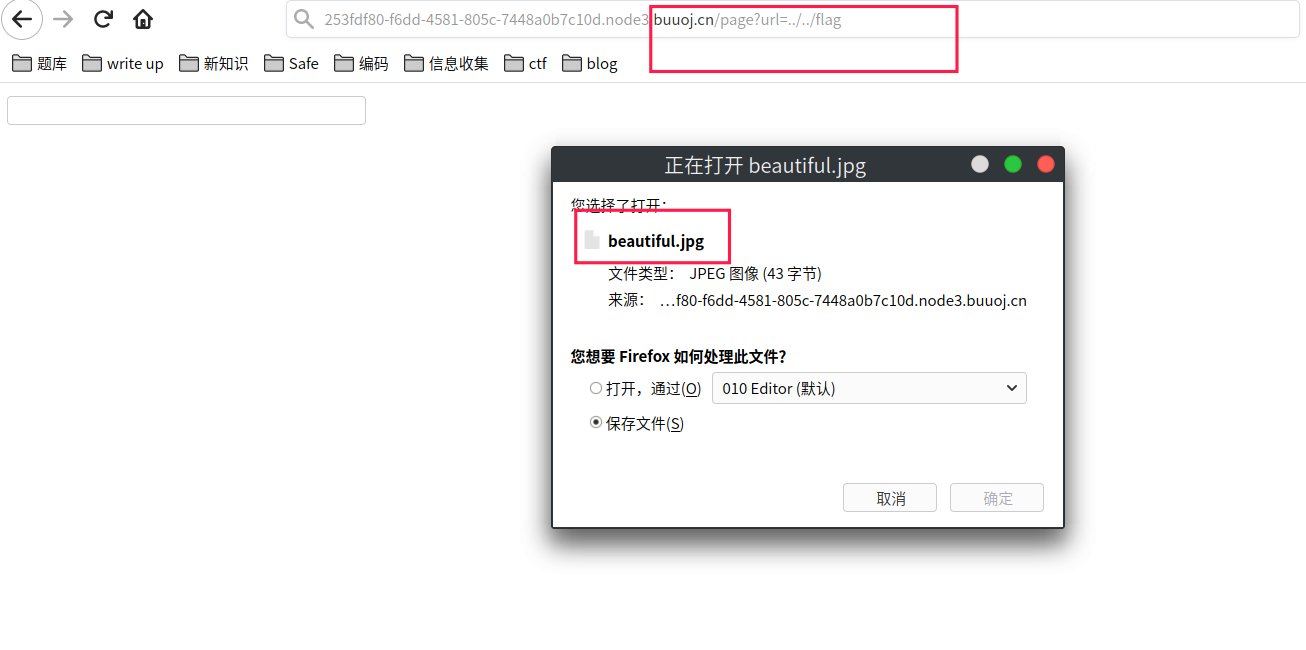 253fdf80-f6dd-4581-805c-7448a0b7c10d.node3.buuoj.cn/page?url=../../flag
题库 write up 新知识 Safe 编码 信息收集 ctf blog
正在打开 beautiful.jpg
您选择了打开：
beautiful.jpg
文件类型： JPEG 图像 (43 字节)
来源： …f80-f6dd-4581-805c-7448a0b7c10d.node3.buuoj.cn
您想要 Firefox 如何处理此文件？
打开，通过(O) 010 Editor (默认)
保存文件(S)
取消 确定